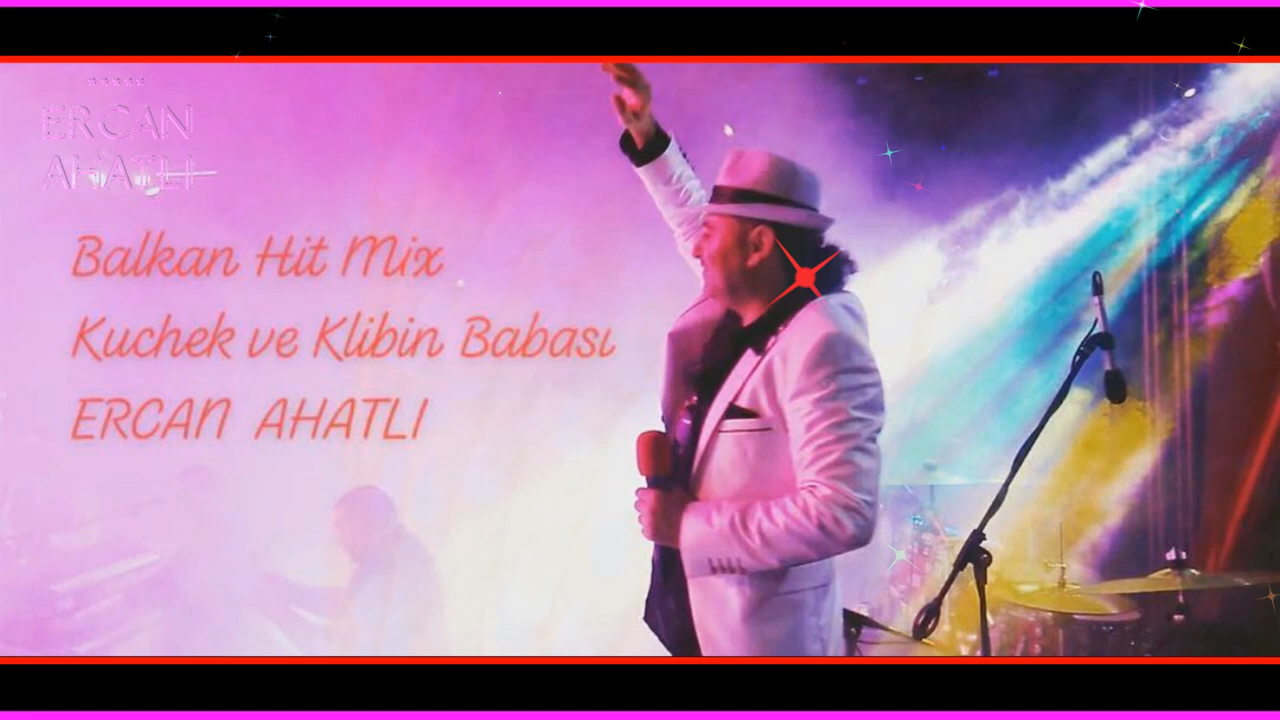 ERCAN
AHATLI
Balkan Hit Mix
Kuchek ve Klibin Babası
ERCAN AHATLI